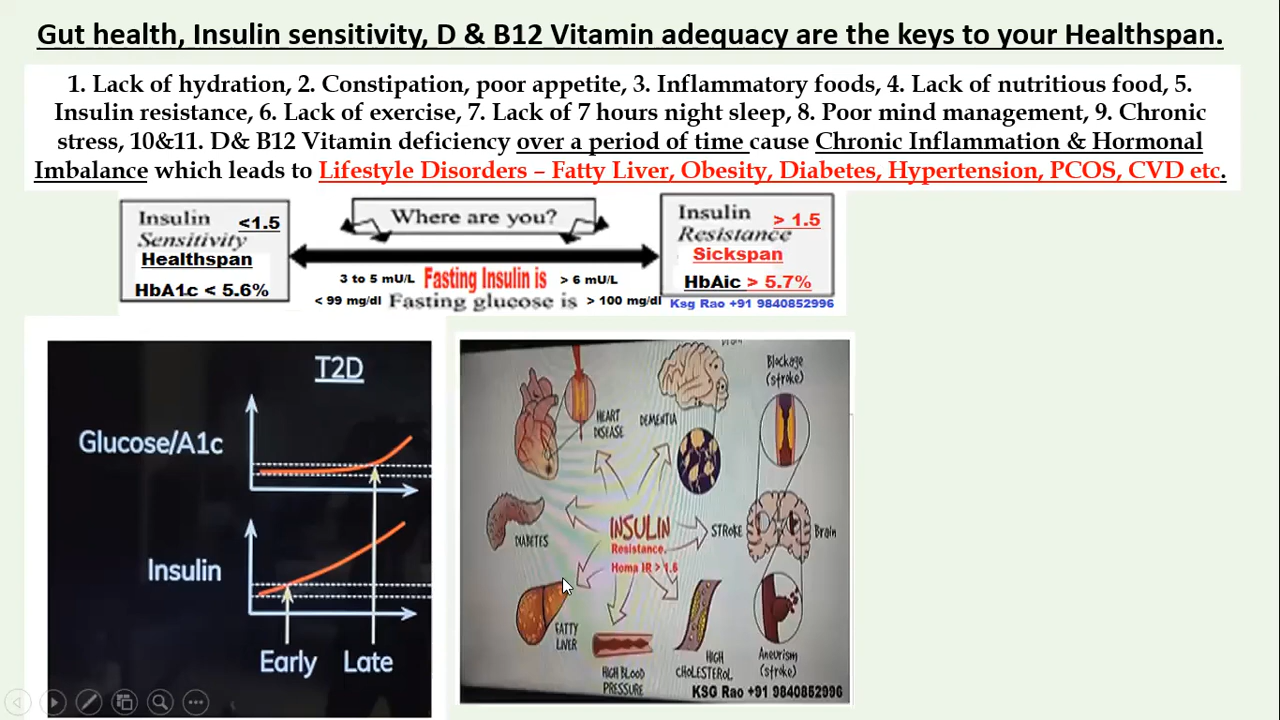 Gut health, Insulin sensitivity, D & B12 Vitamin adequacy are the keys to your Healthspan.
1. Lack of hydration, 2. Constipation, poor appetite, 3. Inflammatory foods, 4. Lack of nutritious food, 5.
Insulin resistance, 6. Lack of exercise, 7. Lack of 7 hours night sleep, 8. Poor mind management, 9. Chronic
stress, 10&11. D& B12 Vitamin deficiency over a period of time cause Chronic Inflammation & Hormonal
Imbalance which leads to Lifestyle Disorders – Fatty Liver, Obesity, Diabetes, Hypertension, PCOS, CVD etc.
Insulin <1.5
Sensitivity
Healthspan
HbA1c < 5.6%
Where are you?
3 to 5 mU/L Fasting Insulin is > 6 mU/L
< 99 mg/dl Fasting glucose is > 100 mg/dl
Insulin > 1.5
Resistance
Sickspan
HbAic > 5.7%
Ksg Rao +91 9840852996
T2D
Glucose/A1c
Insulin
Early Late
Brain
Blockage
(stroke)
HEART
DISEASE
DEMENTIA
DIABETES
INSULIN
Resistance.
Homa IR > 1.5
STROKE
Brain
FATTY
LIVER
HIGH BLOOD
PRESSURE
HIGH
CHOLESTEROL
Aneurism
(stroke)
KSG Rao +91 9840852996